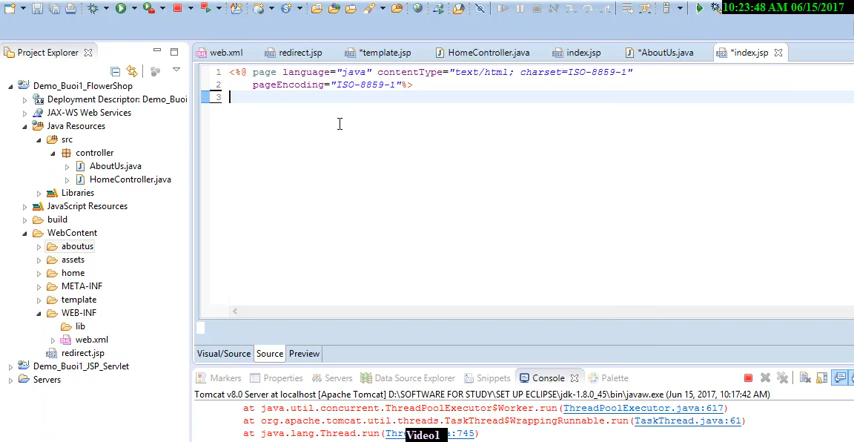 10:23:48 AM 06/15/2017
Project Explorer
web.xml
redirect.jsp
*template.jsp
HomeController.java
index.jsp
*AboutUs.java
*index.jsp
Demo_Buoi1_FlowerShop
Deployment Descriptor: Demo_Buoi
JAX-WS Web Services
Java Resources
src
controller
AboutUs.java
HomeController.java
Libraries
JavaScript Resources
build
WebContent
aboutus
assets
home
META-INF
template
WEB-INF
lib
web.xml
redirect.jsp
Demo_Buoi1_JSP_Servlet
Servers
1 <%@ page language="java" contentType="text/html; charset=ISO-8859-1"
2 pageEncoding="ISO-8859-1"%>
3
Visual/Source Source Preview
Markers Properties Servers Data Source Explorer Snippets Console Palette
Tomcat v8.0 Server at localhost [Apache Tomcat] D:\SOFTWARE FOR STUDY\SET UP ECLIPSE\jdk-1.8.0_45\bin\javaw.exe (Jun 15, 2017, 10:17:42 AM)
at java.util.concurrent.ThreadPoolExecutor$Worker.run(ThreadPoolExecutor.java:617)
at org.apache.tomcat.util.threads.TaskThread$WrappingRunnable.run(TaskThread.java:61)
at java.lang.Thread.run(Thr
.java:745)
Video1